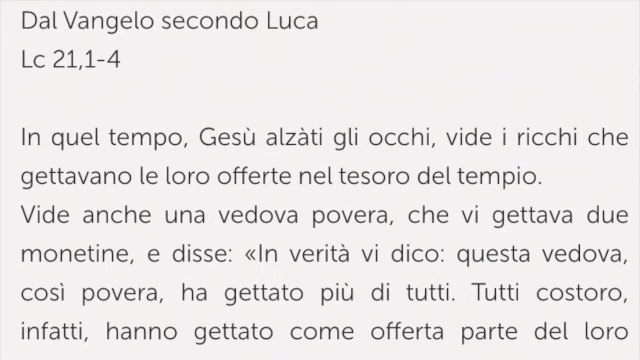 Dal Vangelo secondo Luca
Lc 21,1-4
In quel tempo, Gesù alzàti gli occhi, vide i ricchi che
gettavano le loro offerte nel tesoro del tempio.
Vide anche una vedova povera, che vi gettava due
monetine, e disse: «In verità vi dico: questa vedova,
così povera, ha gettato più di tutti. Tutti costoro,
infatti, hanno gettato come offerta parte del loro